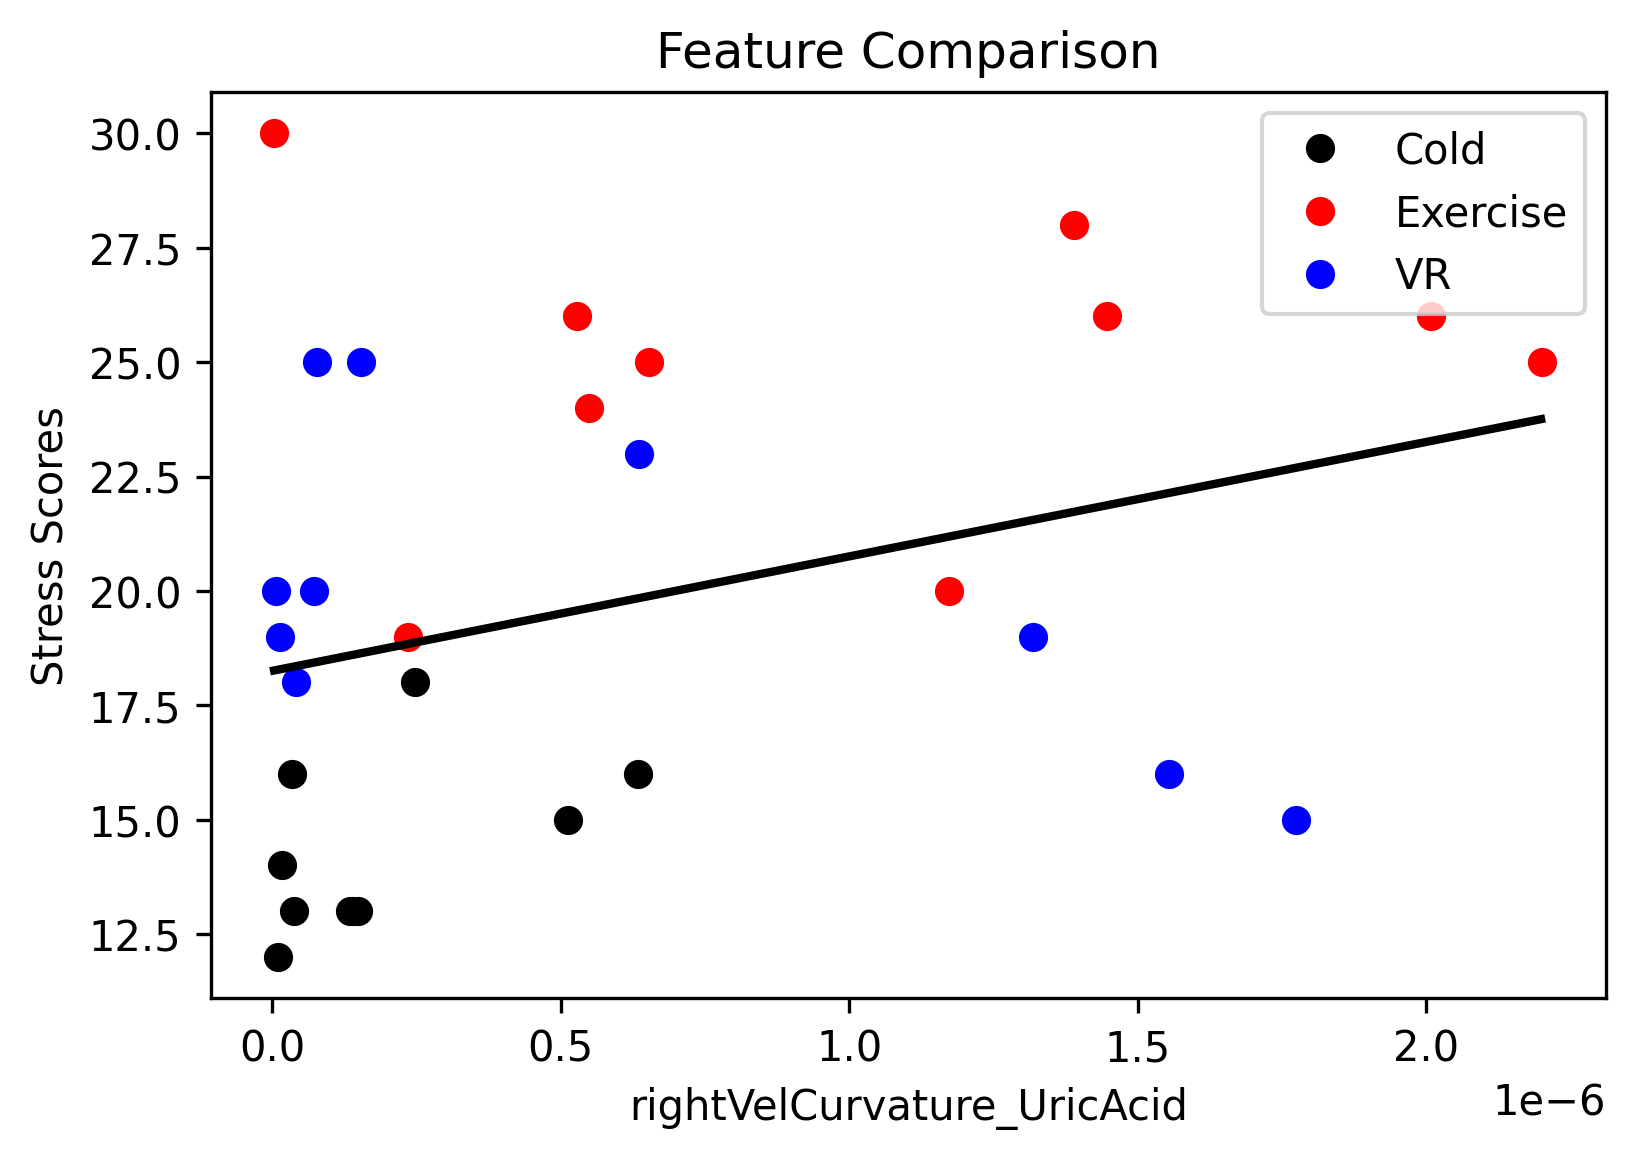 Feature Comparison
30.0
27.5
25.0
22.5
20.0
17.5
15.0
12.5
Stress Scores
Cold
Exercise
VR
0.0 0.5 1.0 1.5 2.0
1e−6
rightVelCurvature_UricAcid